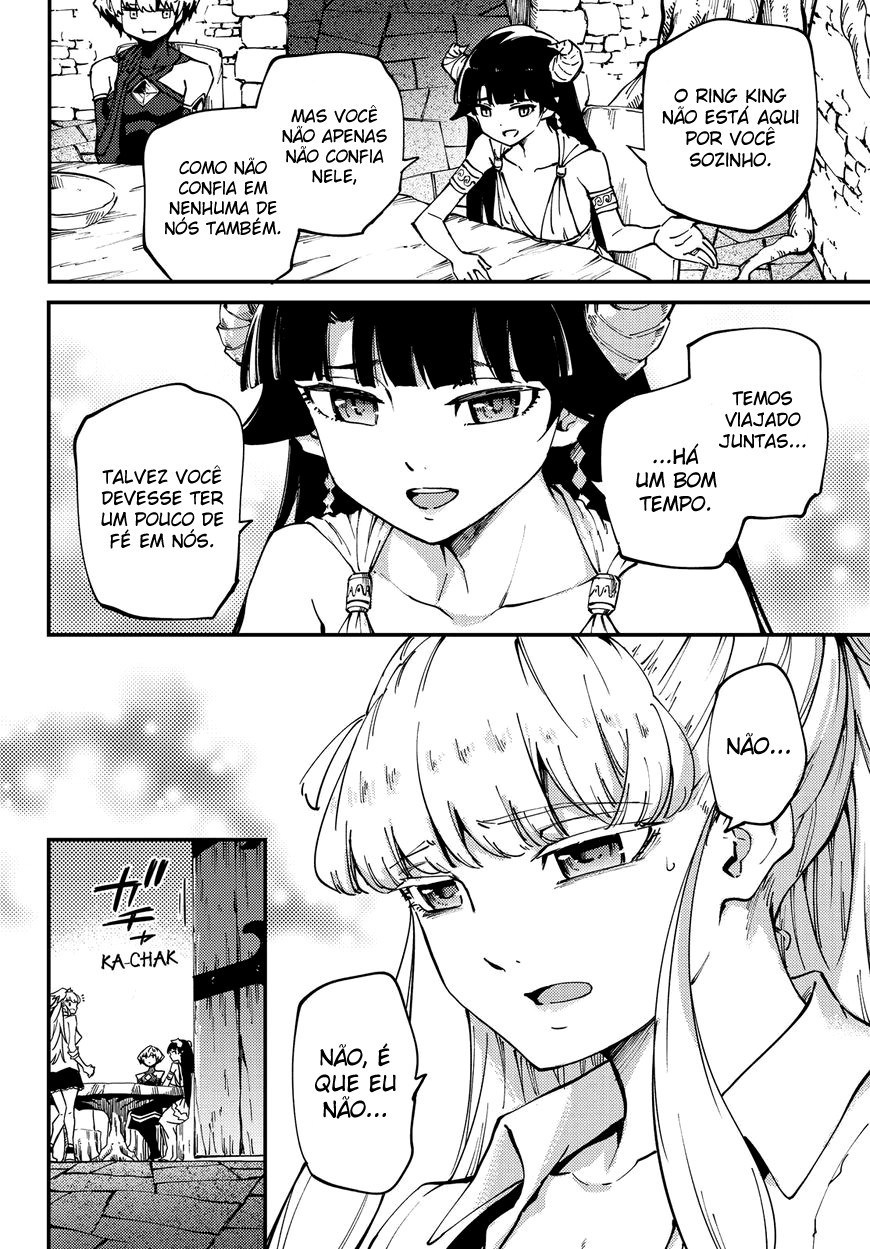 O RING KING
NÃO ESTÁ AQUI
POR VOCÊ
SOZINHO.
MAS VOCÊ
NÃO APENAS
NÃO CONFIA
NELE,
COMO NÃO
CONFIA EM
NENHUMA DE
NÓS TAMBÉM.
TEMOS
VIAJADO
JUNTAS...
...HÁ
UM BOM
TEMPO.
TALVEZ VOCÊ
DEVESSE TER
UM POUCO DE
FÉ EM NÓS.
NÃO...
NÃO, É
QUE EU
NÃO...
ガチャ
KA-CHAK